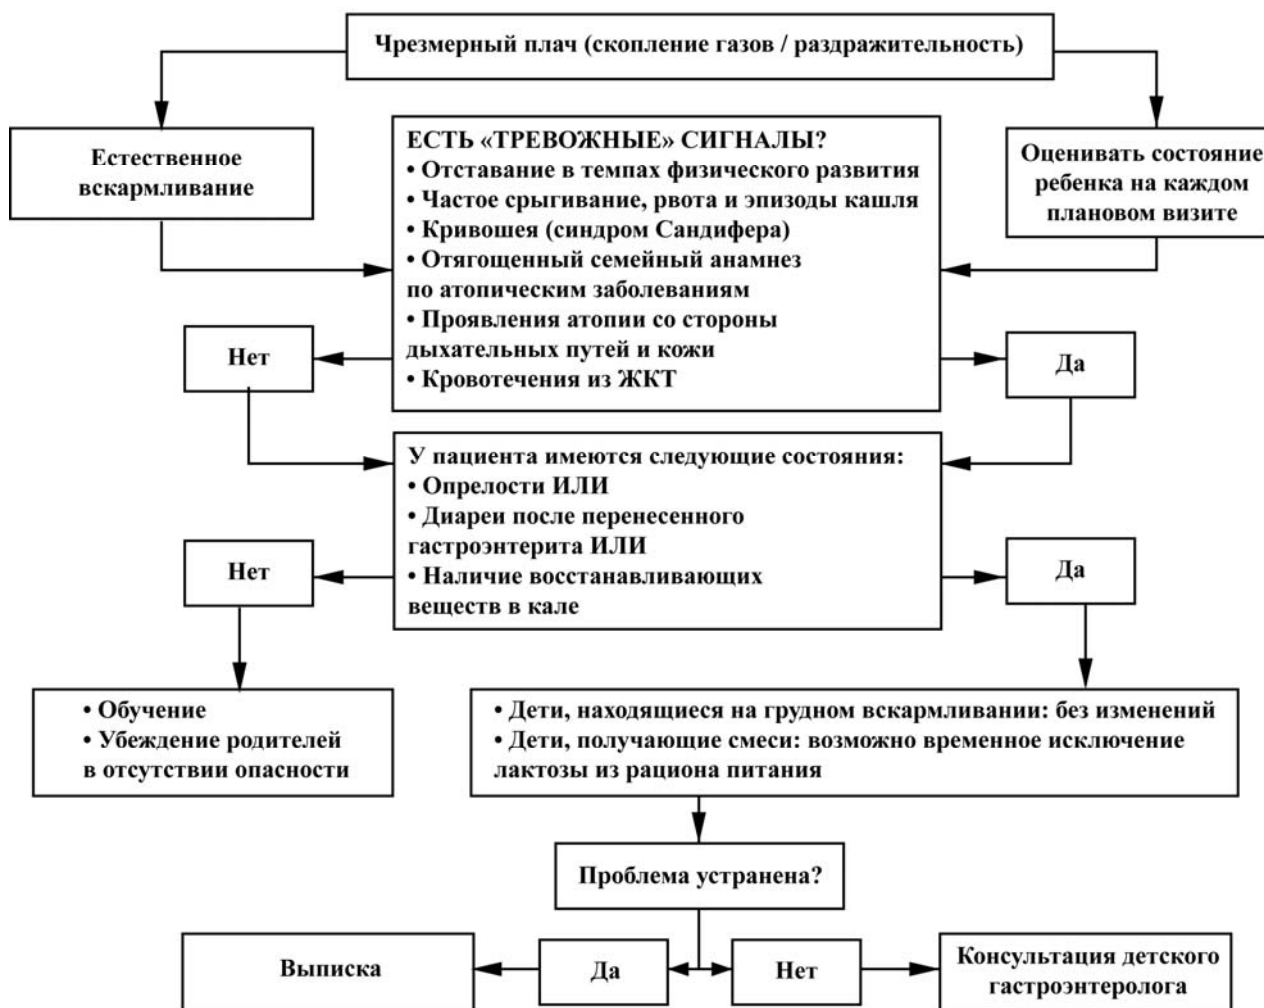 Чрезмерный плач (скопление газов / раздражительность)
Естественное
вскармливание
ЕСТЬ «ТРЕВОЖНЫЕ» СИГНАЛЫ?
• Отставание в темпах физического развития
• Частое срыгивание, рвота и эпизоды кашля
• Кривошея (синдром Сандифера)
• Отягощенный семейный анамнез
по атопическим заболеваниям
• Проявления атопии со стороны
дыхательных путей и кожи
• Кровотечения из ЖКТ
Оценивать состояние
ребенка на каждом
плановом визите
Нет
Да
У пациента имеются следующие состояния:
• Опрелости ИЛИ
• Диареи после перенесенного
гастроэнтерита ИЛИ
• Наличие восстанавливающих
веществ в кале
Нет
Да
• Обучение
• Убеждение родителей
в отсутствии опасности
• Дети, находящиеся на грудном вскармливании: без изменений
• Дети, получающие смеси: возможно временное исключение
лактозы из рациона питания
Проблема устранена?
Выписка
Да
Нет
Консультация детского
гастроэнтеролога